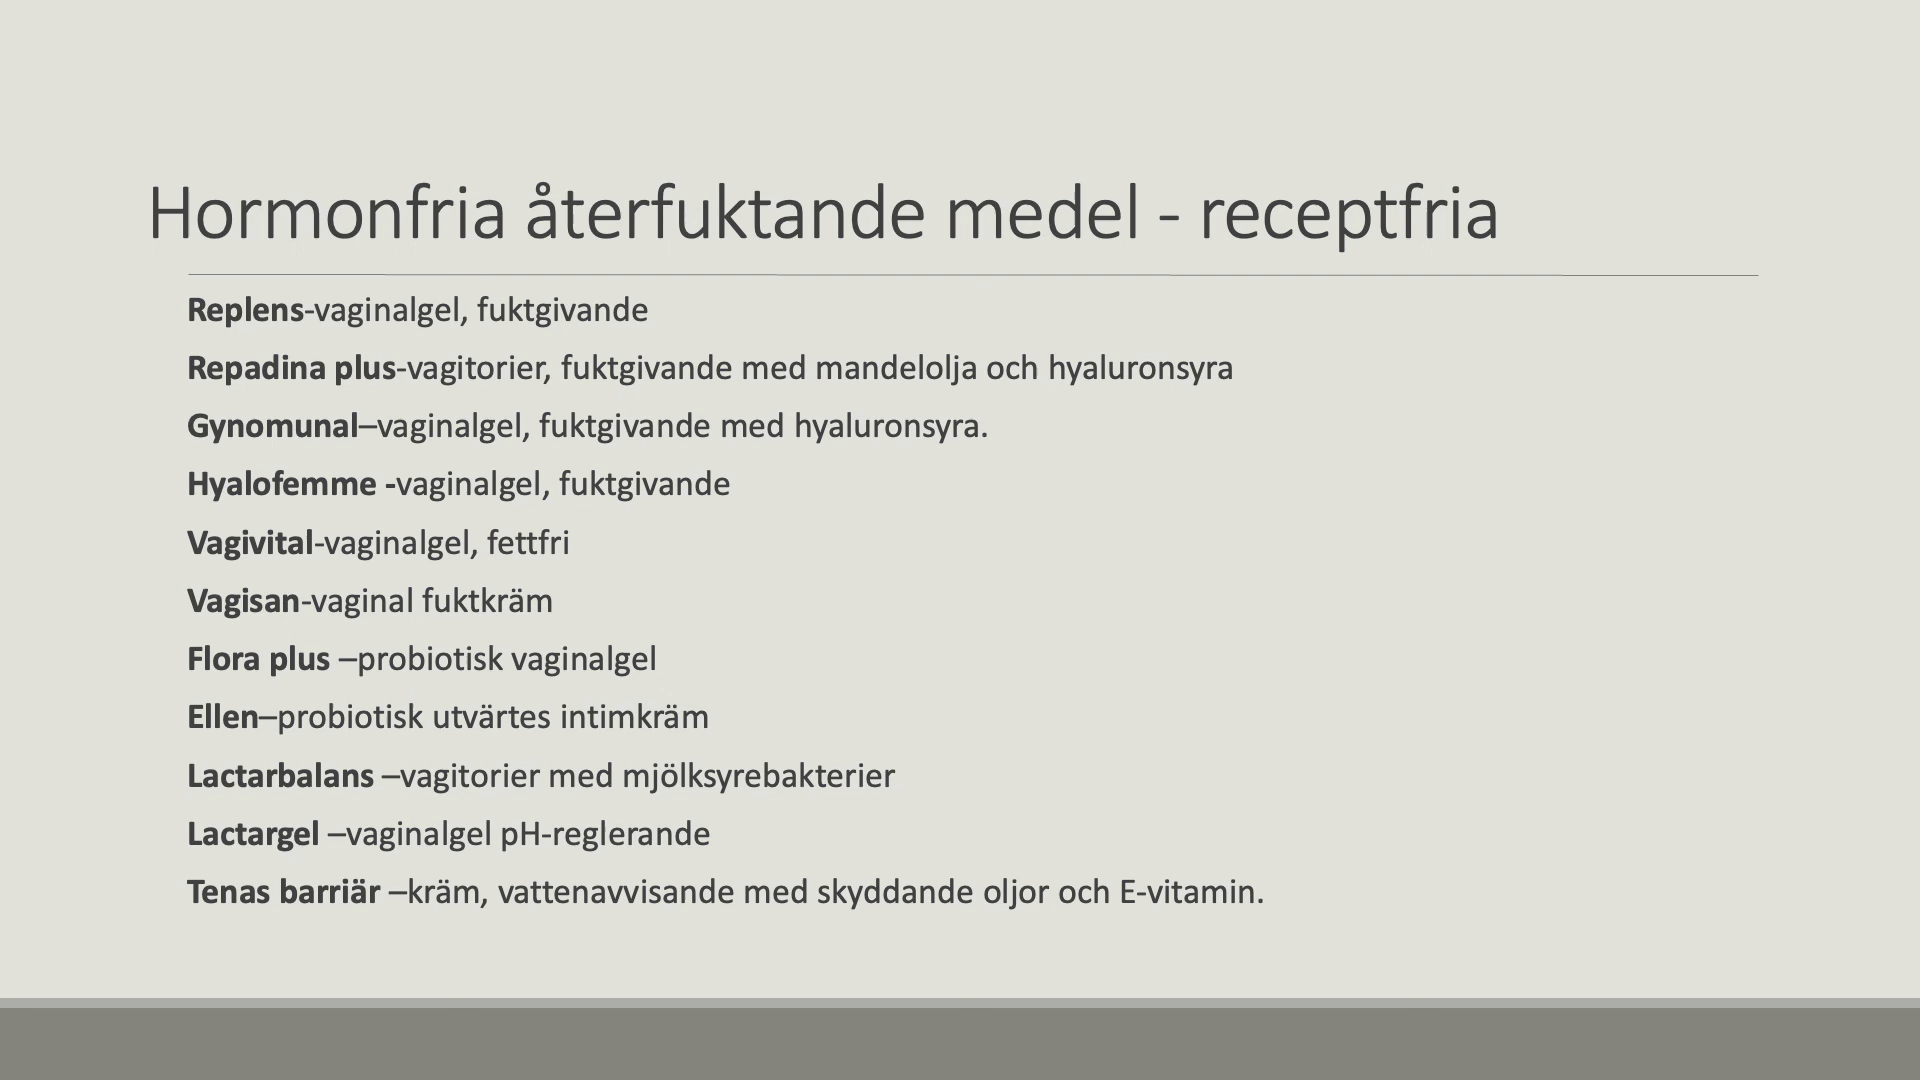 Hormonfria återfuktande medel - receptfria
Replens-vaginalgel, fuktgivande
Repadina plus-vagitorier, fuktgivande med mandelolja och hyaluronsyra
Gynomunal–vaginalgel, fuktgivande med hyaluronsyra.
Hyalofemme -vaginalgel, fuktgivande
Vagivital-vaginalgel, fettfri
Vagisan-vaginal fuktkräm
Flora plus –probiotisk vaginalgel
Ellen–probiotisk utvärtes intimkräm
Lactarbalans –vagitorier med mjölksyrebakterier
Lactargel –vaginalgel pH-reglerande
Tenas barriär –kräm, vattenavvisande med skyddande oljor och E-vitamin.